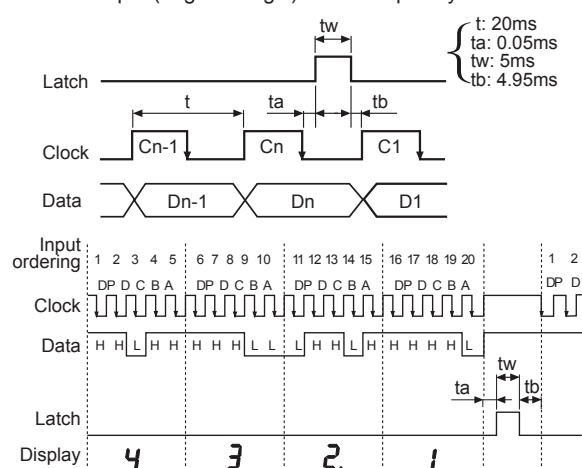 t: 20ms
tw
ta: 0.05ms
tw: 5ms
tb: 4.95ms
Latch
t ta tb
Clock Cn-1 Cn C1
Data Dn-1 Dn D1
Input
ordering 1 2 3 4 5 6 7 8 9 10 11 12 13 14 15 16 17 18 19 20 1 2
DP D C B A DP D C B A DP D C B A DP D C B A DP D
Clock
Data H H L H H H H H L L L H H L H H H H H L
tw
ta tb
Latch
Display 4 3 2. 1